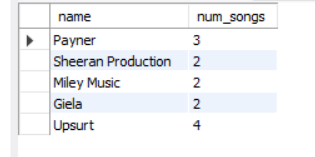 name num_songs
Payner 3
Sheeran Production 2
Miley Music 2
Giela 2
Upsurt 4